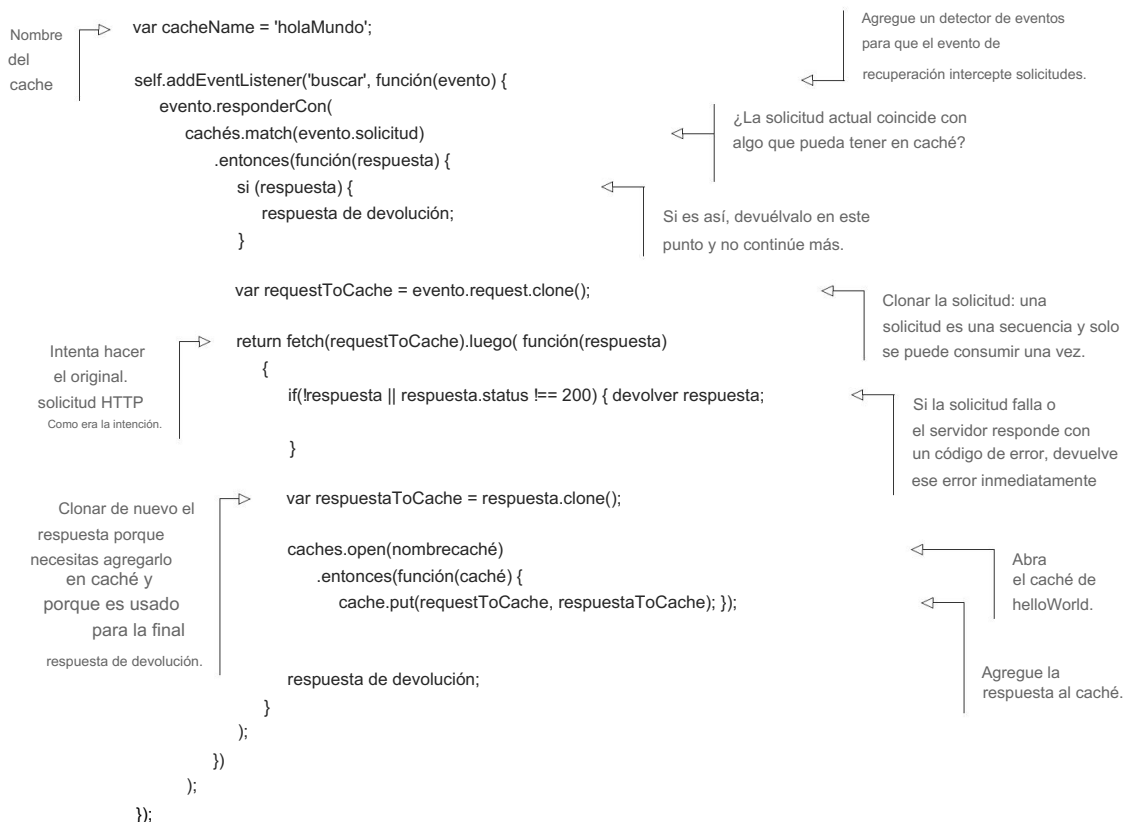 Nombre
del
cache
var cacheName = 'holaMundo';
Agregue un detector de eventos
para que el evento de
recuperación intercepte solicitudes.
self.addEventListener('buscar', función(evento) {
evento.responderCon(
cachés.match(evento.solicitud)
¿La solicitud actual coincide con
algo que pueda tener en caché?
.entonces(función(respuesta) {
si (respuesta) {
respuesta de devolución;
}
Si es así, devuélvalo en este
punto y no continúe más.
var requestToCache = evento.request.clone();
Clonar la solicitud: una
solicitud es una secuencia y solo
se puede consumir una vez.
Intenta hacer
el original.
solicitud HTTP
Como era la intención.
return fetch(requestToCache).luego( función(respuesta)
{
if(!respuesta || respuesta.status !== 200) { devolver respuesta;
}
Si la solicitud falla o
el servidor responde con
un código de error, devuelve
ese error inmediatamente
Clonar de nuevo el
respuesta porque
necesitas agregarlo
en caché y
porque es usado
para la final
respuesta de devolución.
var respuestaToCache = respuesta.clone();
caches.open(nombrecaché)
.entonces(función(caché) {
cache.put(requestToCache, respuestaToCache); });
Abra
el caché de
helloWorld.
Agregue la
respuesta al caché.
respuesta de devolución;
}
);
})
);
});